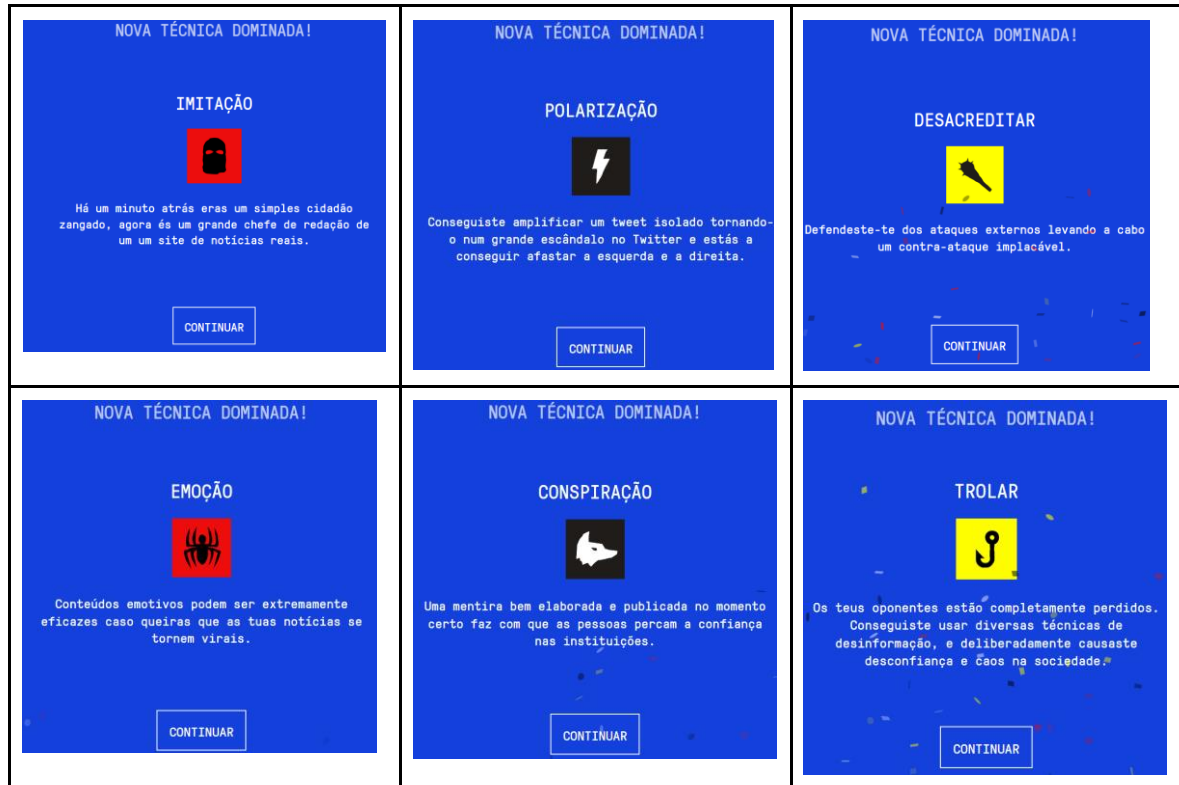 NOVA TÉCNICA DOMINADA!
IMITAÇÃO
Há um minuto atrás eras um simples cidadão
zangado, agora és um grande chefe de redação de
um um site de notícias reais.
CONTINUAR
NOVA TÉCNICA DOMINADA!
POLARIZAÇÃO
Conseguiste amplificar um tweet isolado tornando-
o num grande escândalo no Twitter e estás a
conseguir afastar a esquerda e a direita.
CONTINUAR
NOVA TÉCNICA DOMINADA!
DESACREDITAR
Defendeste-te dos ataques externos levando a cabo
um contra-ataque implacável.
CONTINUAR
NOVA TÉCNICA DOMINADA!
EMOÇÃO
Conteúdos emotivos podem ser extremamente
eficazes caso queiras que as tuas notícias se
tornem virais.
CONTINUAR
NOVA TÉCNICA DOMINADA!
CONSPIRAÇÃO
Uma mentira bem elaborada e publicada no momento
certo faz com que as pessoas percam a confiança
nas instituições.
CONTINUAR
NOVA TÉCNICA DOMINADA!
TROLAR
Os teus oponentes estão completamente perdidos.
Conseguiste usar diversas técnicas de
desinformação, e deliberadamente causaste
desconfiança e caos na sociedade.
CONTINUAR